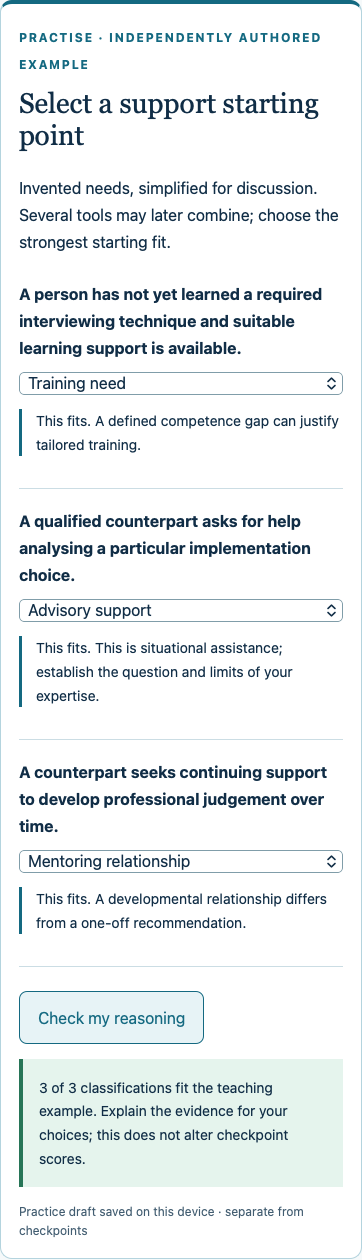 PRACTISE · INDEPENDENTLY AUTHORED
EXAMPLE
Select a support starting
point
Invented needs, simplified for discussion.
Several tools may later combine; choose the
strongest starting fit.
A person has not yet learned a required
interviewing technique and suitable
learning support is available.
Training need
This fits. A defined competence gap can justify
tailored training.
A qualified counterpart asks for help
analysing a particular implementation
choice.
Advisory support
This fits. This is situational assistance;
establish the question and limits of your
expertise.
A counterpart seeks continuing support
to develop professional judgement over
time.
Mentoring relationship
This fits. A developmental relationship differs
from a one-off recommendation.
Check my reasoning
3 of 3 classifications fit the teaching
example. Explain the evidence for your
choices; this does not alter checkpoint
scores.
Practice draft saved on this device · separate from
checkpoints